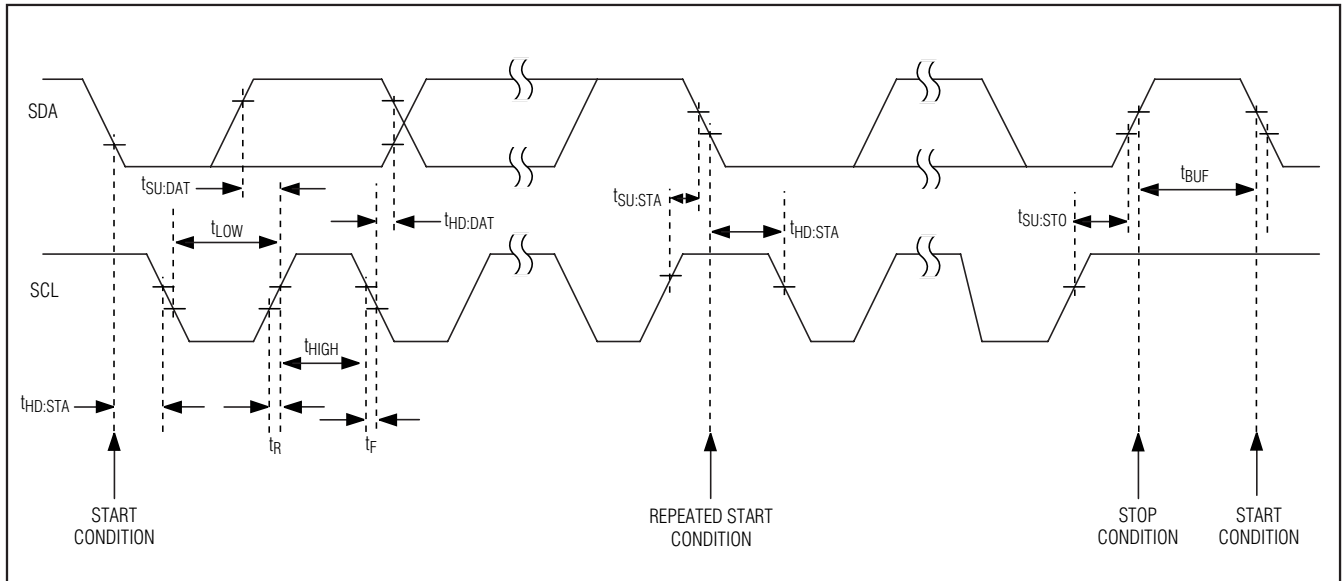 SDA
tSU:DAT
tHD:DAT
tLOW
tSU:STA
tHD:STA
tSU:STO
tBUF
SCL
tHIGH
tHD:STA
tR
tF
START
CONDITION
REPEATED START
CONDITION
STOP
CONDITION
START
CONDITION